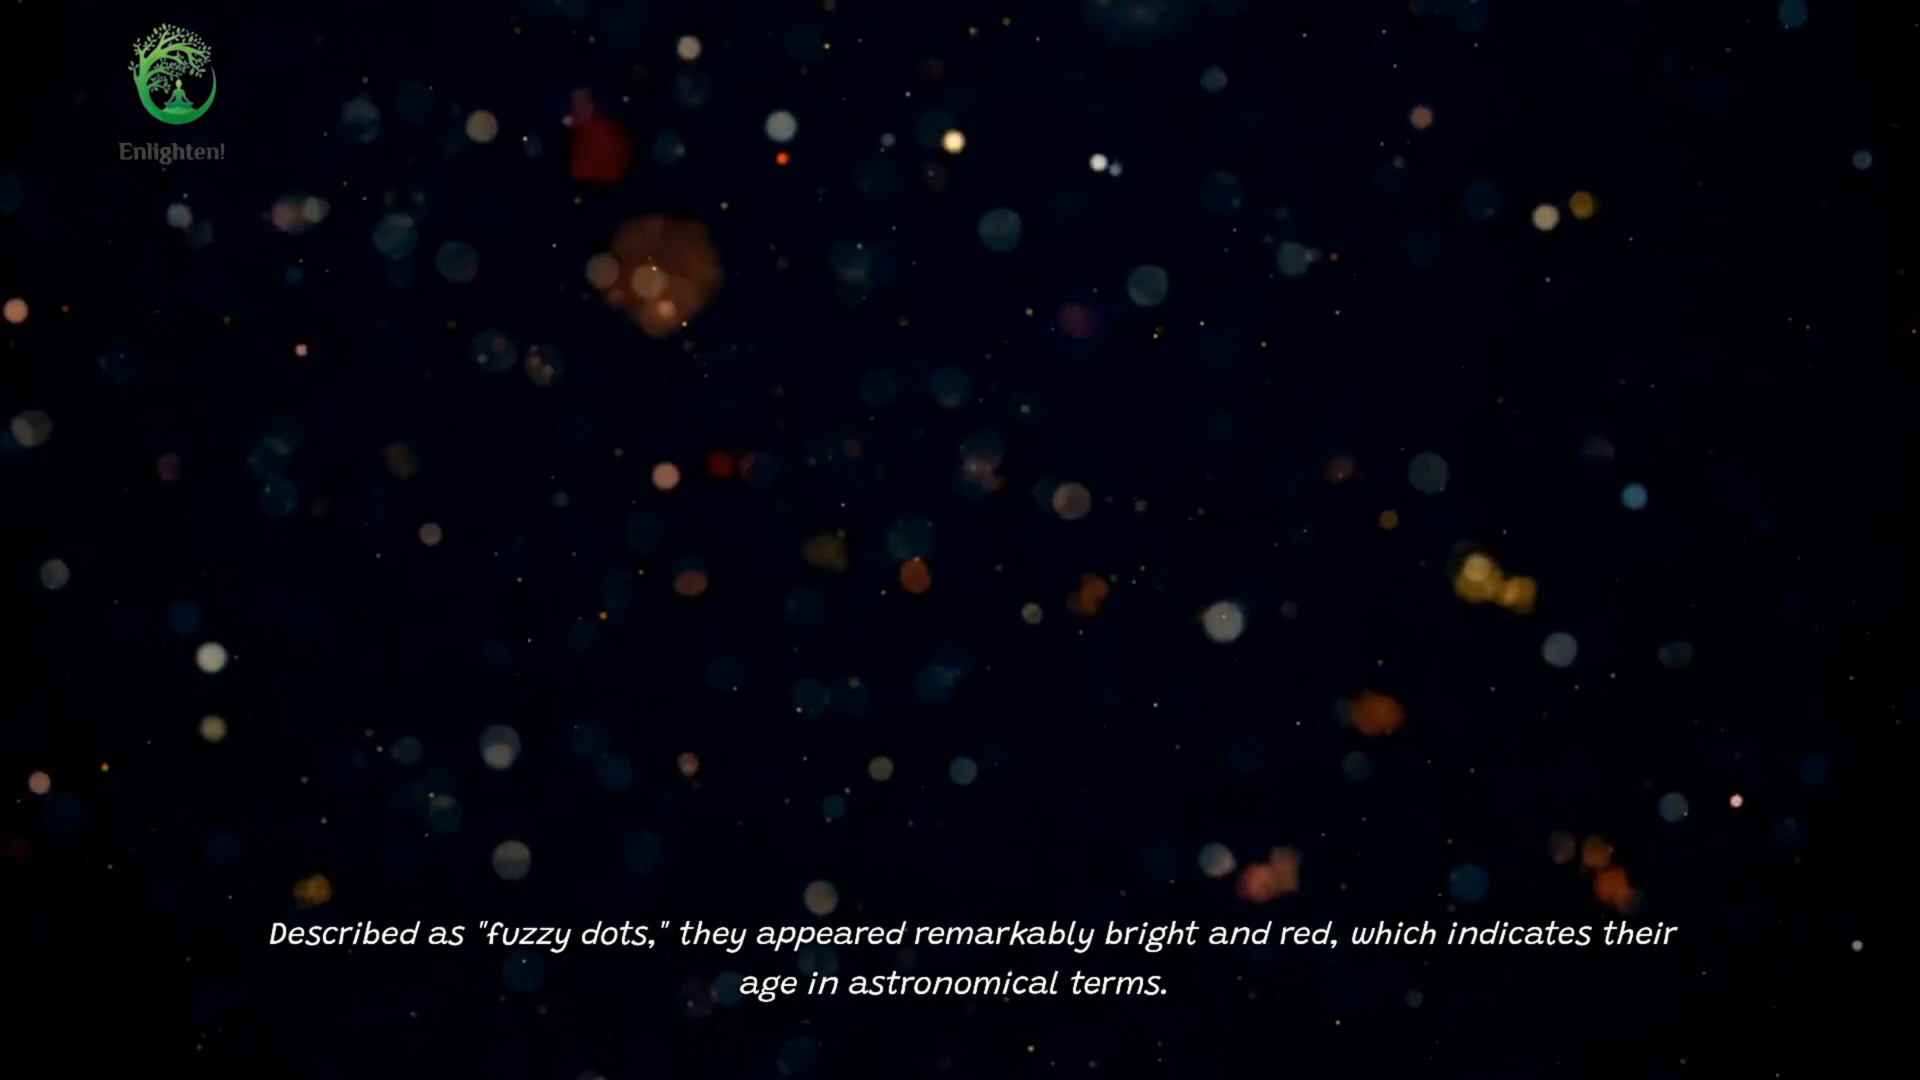 Enlighten!
Described as "fuzzy dots," they appeared remarkably bright and red, which indicates their
age in astronomical terms.